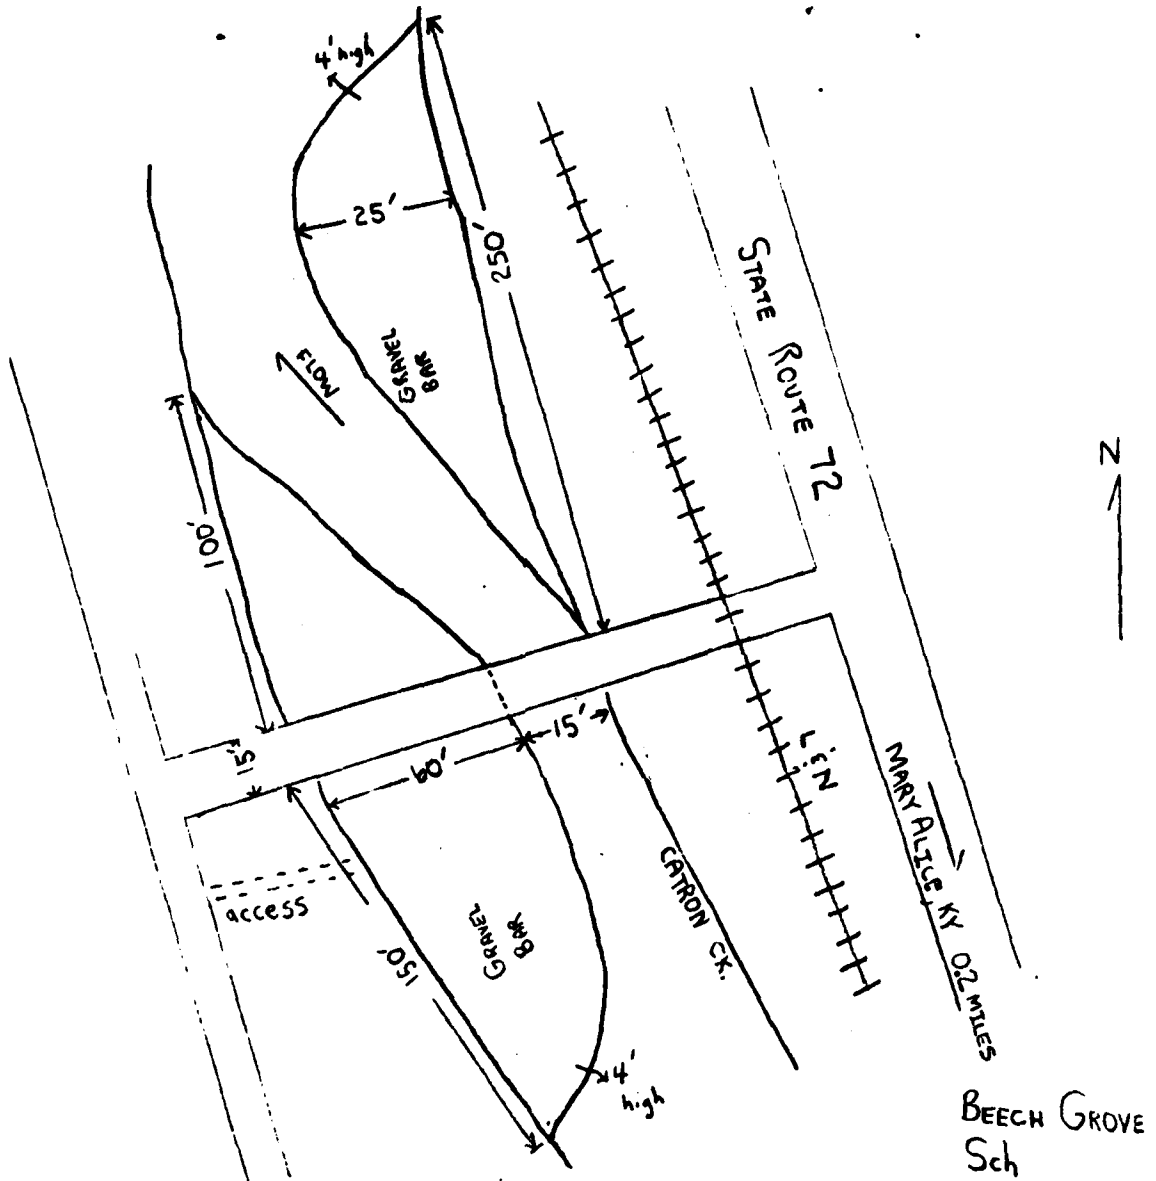 4' high
25'
250'
STATE ROUTE 72
GRAVEL
BAR
FLOW
N
100'
15'
15'
60'
L&N
MARY ALICE, KY 0.2 MILES
CATRON CK.
access
GRAVEL
BAR
150'
4'
high
BEECH GROVE
Sch